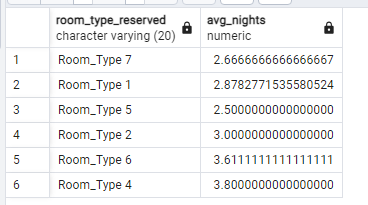 room_type_reserved avg_nights
character varying (20) numeric
1 Room_Type 7 2.6666666666666667
2 Room_Type 1 2.8782771535580524
3 Room_Type 5 2.5000000000000000
4 Room_Type 2 3.0000000000000000
5 Room_Type 6 3.6111111111111111
6 Room_Type 4 3.8000000000000000